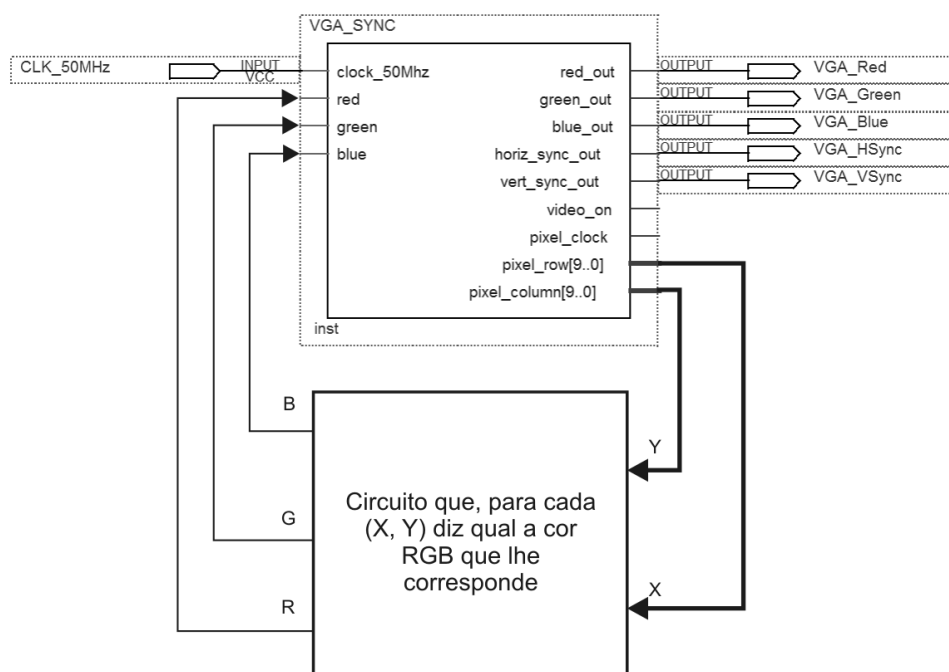 VGA_SYNC
CLK_50MHz
INPUT
VCC
clock_50Mhz
red
green
blue
red_out
green_out
blue_out
horiz_sync_out
vert_sync_out
video_on
pixel_clock
pixel_row[9..0]
pixel_column[9..0]
inst
OUTPUT
VGA_Red
OUTPUT
VGA_Green
OUTPUT
VGA_Blue
OUTPUT
VGA_HSync
OUTPUT
VGA_VSync
B
G
R
Y
X
Circuito que, para cada
(X, Y) diz qual a cor
RGB que lhe
corresponde